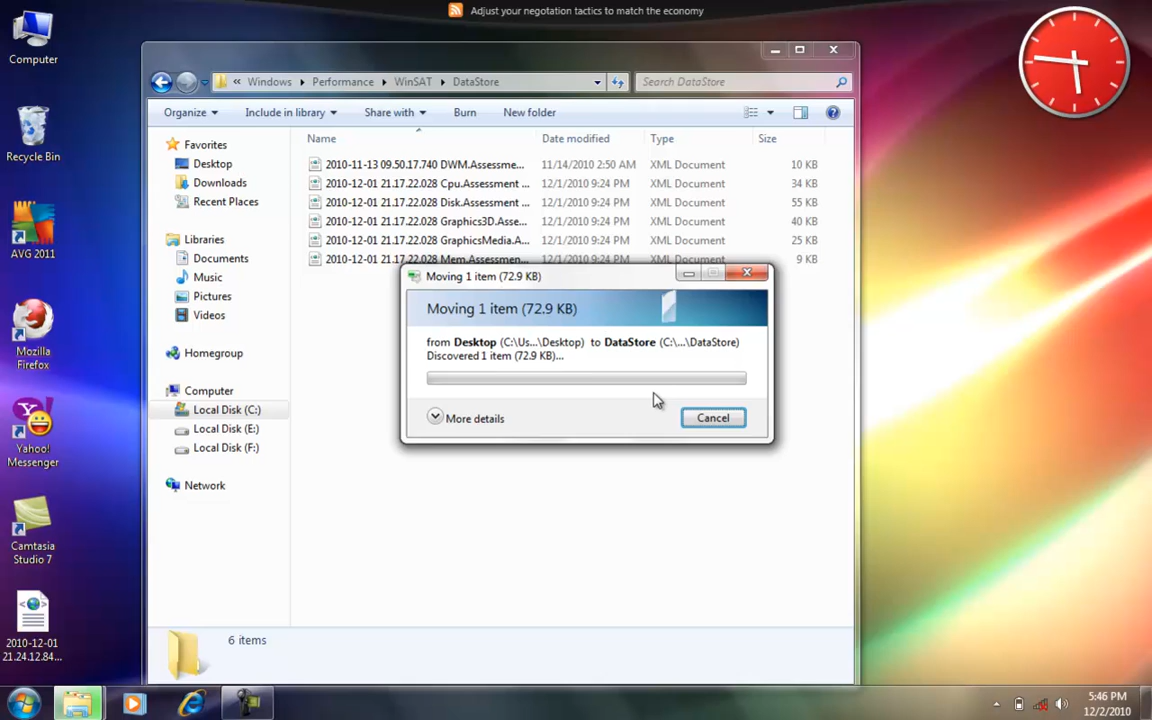 Adjust your negotation tactics to match the economy
Computer
Recycle Bin
AVG 2011
Mozilla
Firefox
Yahoo!
Messenger
Camtasia
Studio 7
2010-12-01
21.24.12.84...
« Windows Performance WinSAT DataStore
Search DataStore
Organize Include in library Share with Burn New folder
Favorites
Desktop
Downloads
Recent Places
Libraries
Documents
Music
Pictures
Videos
Homegroup
Computer
Local Disk (C:)
Local Disk (E:)
Local Disk (F:)
Network
Name Date modified Type Size
2010-11-13 09.50.17.740 DWM.Assessme... 11/14/2010 2:50 AM XML Document 10 KB
2010-12-01 21.17.22.028 Cpu.Assessment ... 12/1/2010 9:24 PM XML Document 34 KB
2010-12-01 21.17.22.028 Disk.Assessment ... 12/1/2010 9:24 PM XML Document 55 KB
2010-12-01 21.17.22.028 Graphics3D.Asse... 12/1/2010 9:24 PM XML Document 40 KB
2010-12-01 21.17.22.028 GraphicsMedia.A... 12/1/2010 9:24 PM XML Document 25 KB
2010-12-01 21.17.22.028 Mem.Assessmen... 12/1/2010 9:24 PM XML Document 9 KB
Moving 1 item (72.9 KB)
Moving 1 item (72.9 KB)
from Desktop (C:\Us...\Desktop) to DataStore (C:\...\DataStore)
Discovered 1 item (72.9 KB)...
More details
Cancel
6 items
5:46 PM
12/2/2010